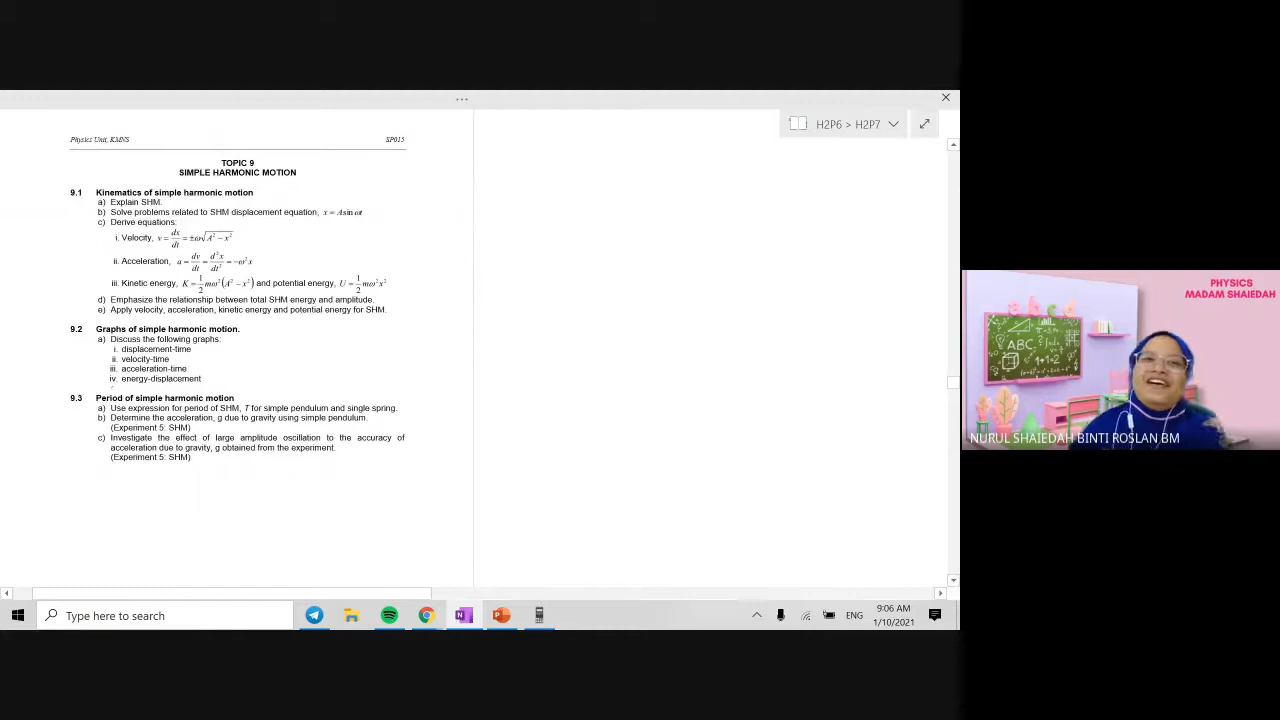 H2P6 > H2P7
Physics Unit, KMNS SP015
TOPIC 9
SIMPLE HARMONIC MOTION
9.1 Kinematics of simple harmonic motion
a) Explain SHM.
b) Solve problems related to SHM displacement equation, x = A sin ωt
c) Derive equations:
i. Velocity, v = dx/dt = ±ω√(A² − x²)
ii. Acceleration, a = dv/dt = d²x/dt² = −ω²x
iii. Kinetic energy, K = 1/2 mω²(A² − x²) and potential energy, U = 1/2 mω²x²
d) Emphasize the relationship between total SHM energy and amplitude.
e) Apply velocity, acceleration, kinetic energy and potential energy for SHM.
9.2 Graphs of simple harmonic motion.
a) Discuss the following graphs:
i. displacement-time
ii. velocity-time
iii. acceleration-time
iv. energy-displacement
9.3 Period of simple harmonic motion
a) Use expression for period of SHM, T for simple pendulum and single spring.
b) Determine the acceleration, g due to gravity using simple pendulum.
(Experiment 5: SHM)
c) Investigate the effect of large amplitude oscillation to the accuracy of
acceleration due to gravity, g obtained from the experiment.
(Experiment 5: SHM)
PHYSICS
MADAM SHAIEDAH
a b c d
ABC
1+1=2
NURUL SHAIEDAH BINTI ROSLAN BM
Type here to search
ENG
9:06 AM
1/10/2021